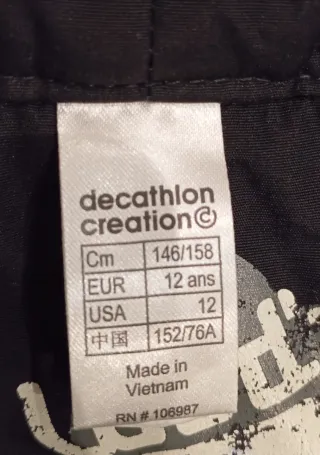 decathlon
creation©
Cm 146/158
EUR 12 ans
USA 12
中国 152/76A
Made in
Vietnam
RN # 106987